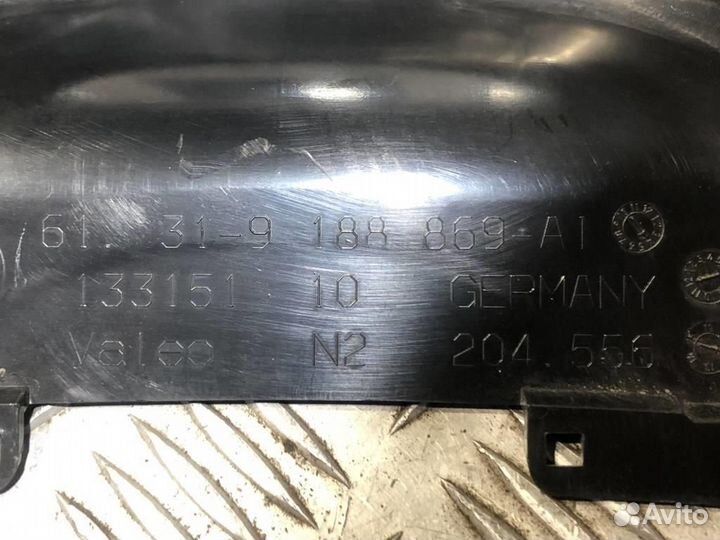 61.31-9 188 869-A1
133151 10 GERMANY
Valeo N2 204.556
Avito